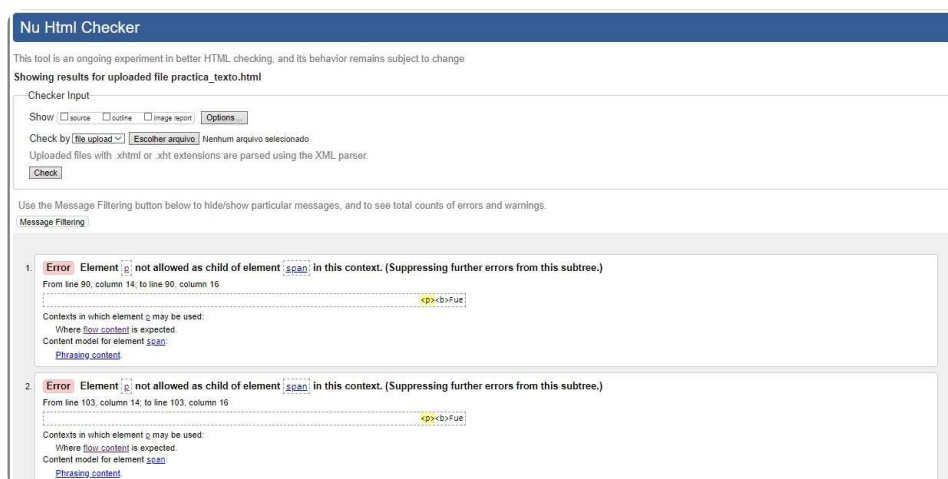 Nu Html Checker
This tool is an ongoing experiment in better HTML checking, and its behavior remains subject to change
Showing results for uploaded file practica_texto.html
Checker Input
Show source outline image report Options...
Check by file upload Escolher arquivo Nenhum arquivo selecionado
Uploaded files with .xhtml or .xht extensions are parsed using the XML parser.
Check
Use the Message Filtering button below to hide/show particular messages, and to see total counts of errors and warnings.
Message Filtering
1. Error Element p not allowed as child of element span in this context. (Suppressing further errors from this subtree.)
From line 90, column 14; to line 90, column 16
<p><b>Fue
Contexts in which element p may be used:
Where flow content is expected.
Content model for element span:
Phrasing content.
2. Error Element p not allowed as child of element span in this context. (Suppressing further errors from this subtree.)
From line 103, column 14; to line 103, column 16
<p><b>Fue
Contexts in which element p may be used:
Where flow content is expected.
Content model for element span:
Phrasing content.